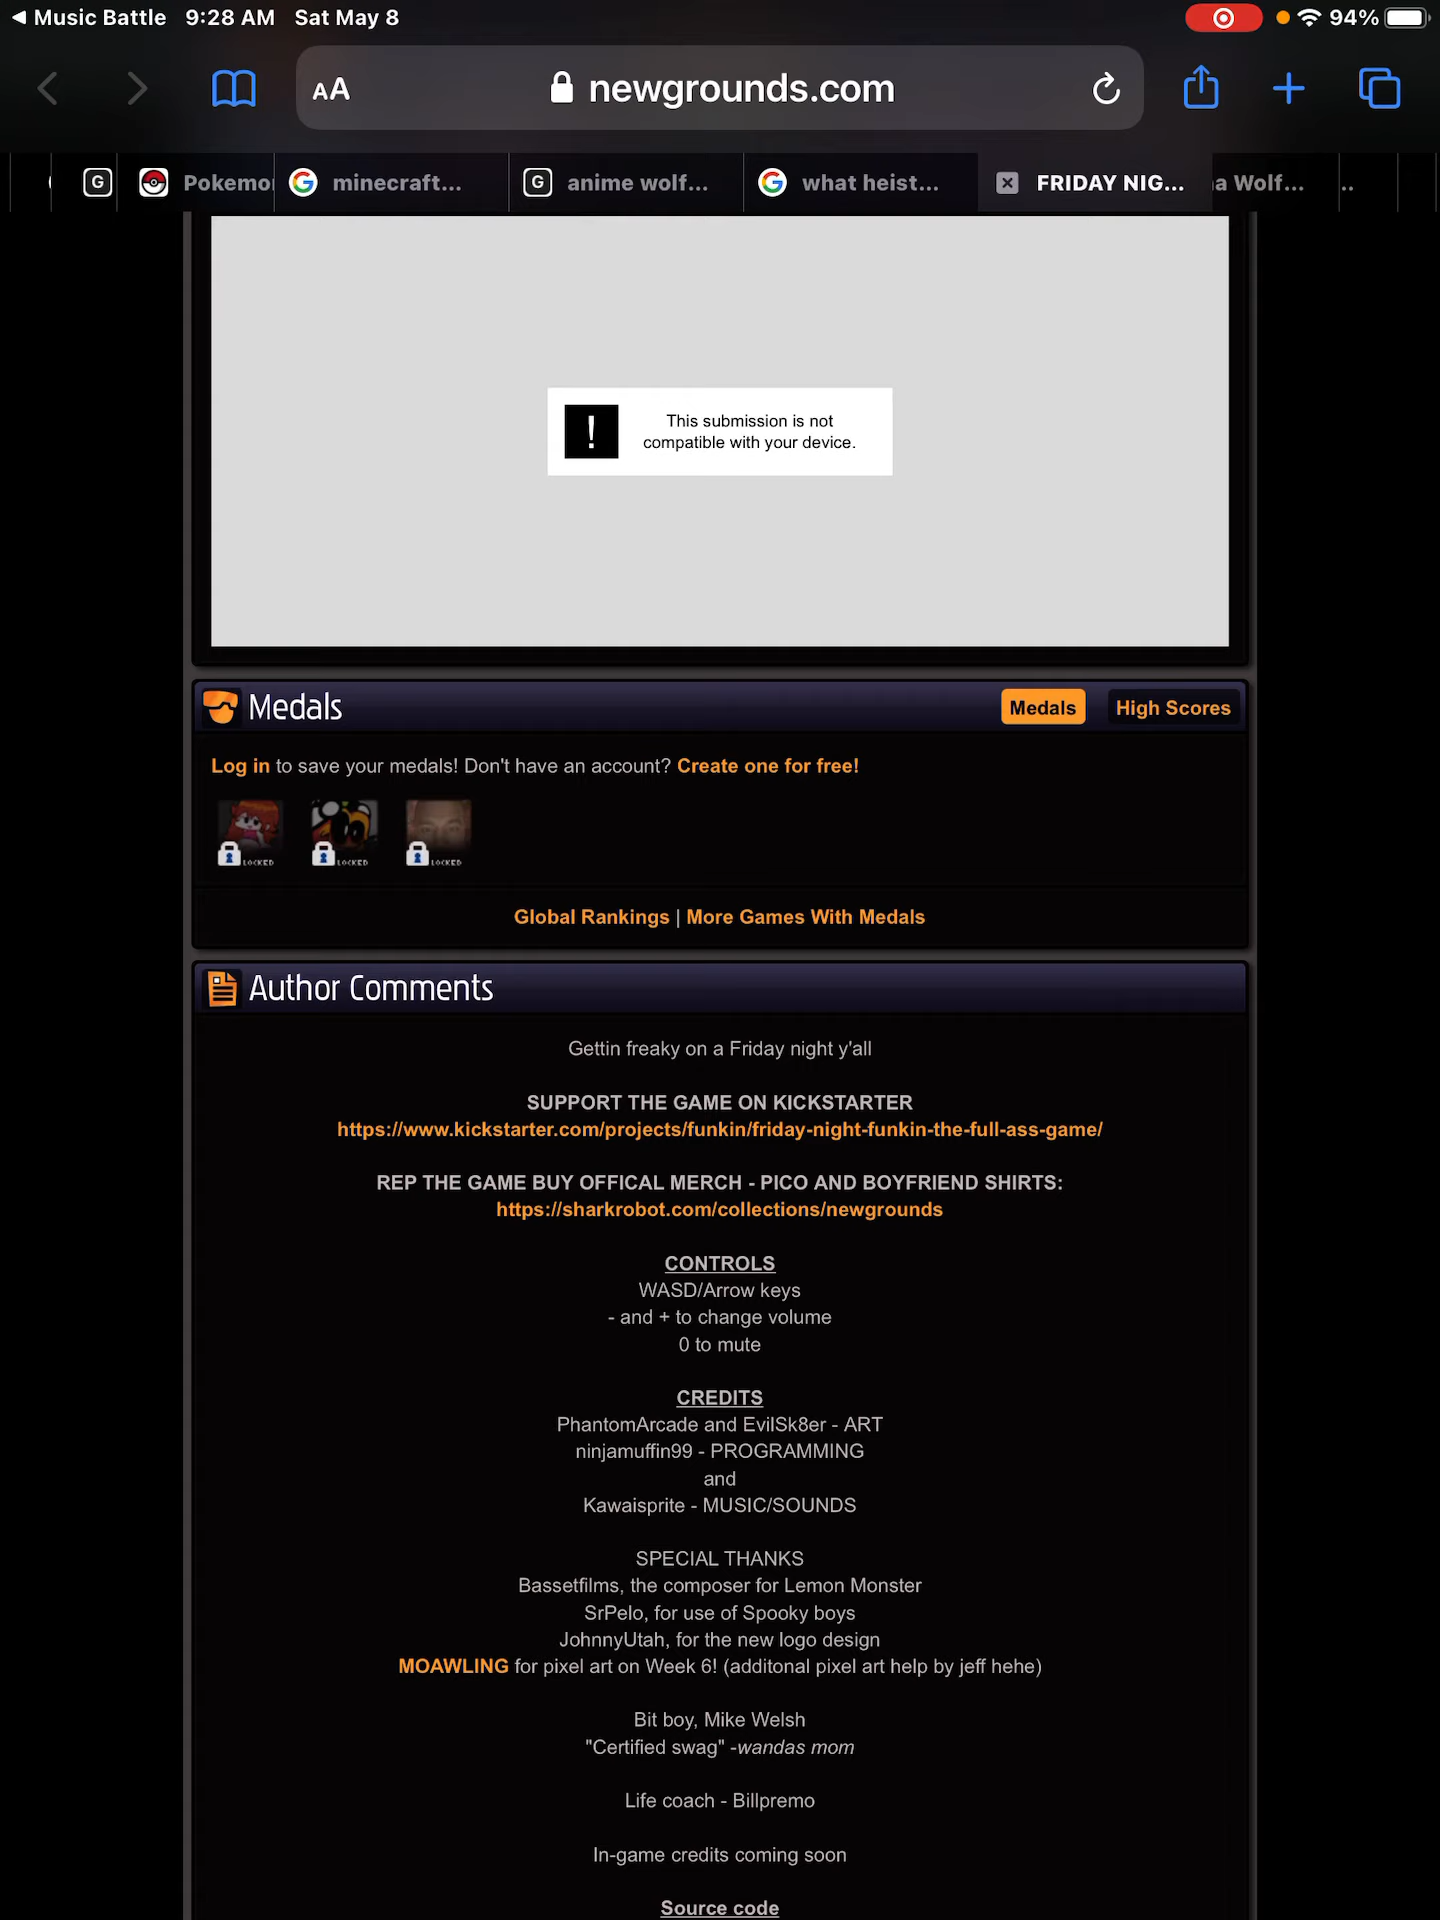 Music Battle 9:28 AM Sat May 8 94%
AA newgrounds.com
G Pokemo minecraft... G anime wolf... what heist... FRIDAY NIG... a Wolf... ..
! This submission is not
compatible with your device.
Medals Medals High Scores
Log in to save your medals! Don't have an account? Create one for free!
LOCKED LOCKED LOCKED
Global Rankings | More Games With Medals
Author Comments
Gettin freaky on a Friday night y'all
SUPPORT THE GAME ON KICKSTARTER
https://www.kickstarter.com/projects/funkin/friday-night-funkin-the-full-ass-game/
REP THE GAME BUY OFFICAL MERCH - PICO AND BOYFRIEND SHIRTS:
https://sharkrobot.com/collections/newgrounds
CONTROLS
WASD/Arrow keys
- and + to change volume
0 to mute
CREDITS
PhantomArcade and EvilSk8er - ART
ninjamuffin99 - PROGRAMMING
and
Kawaisprite - MUSIC/SOUNDS
SPECIAL THANKS
Bassetfilms, the composer for Lemon Monster
SrPelo, for use of Spooky boys
JohnnyUtah, for the new logo design
MOAWLING for pixel art on Week 6! (additonal pixel art help by jeff hehe)
Bit boy, Mike Welsh
"Certified swag" -wandas mom
Life coach - Billpremo
In-game credits coming soon
Source code